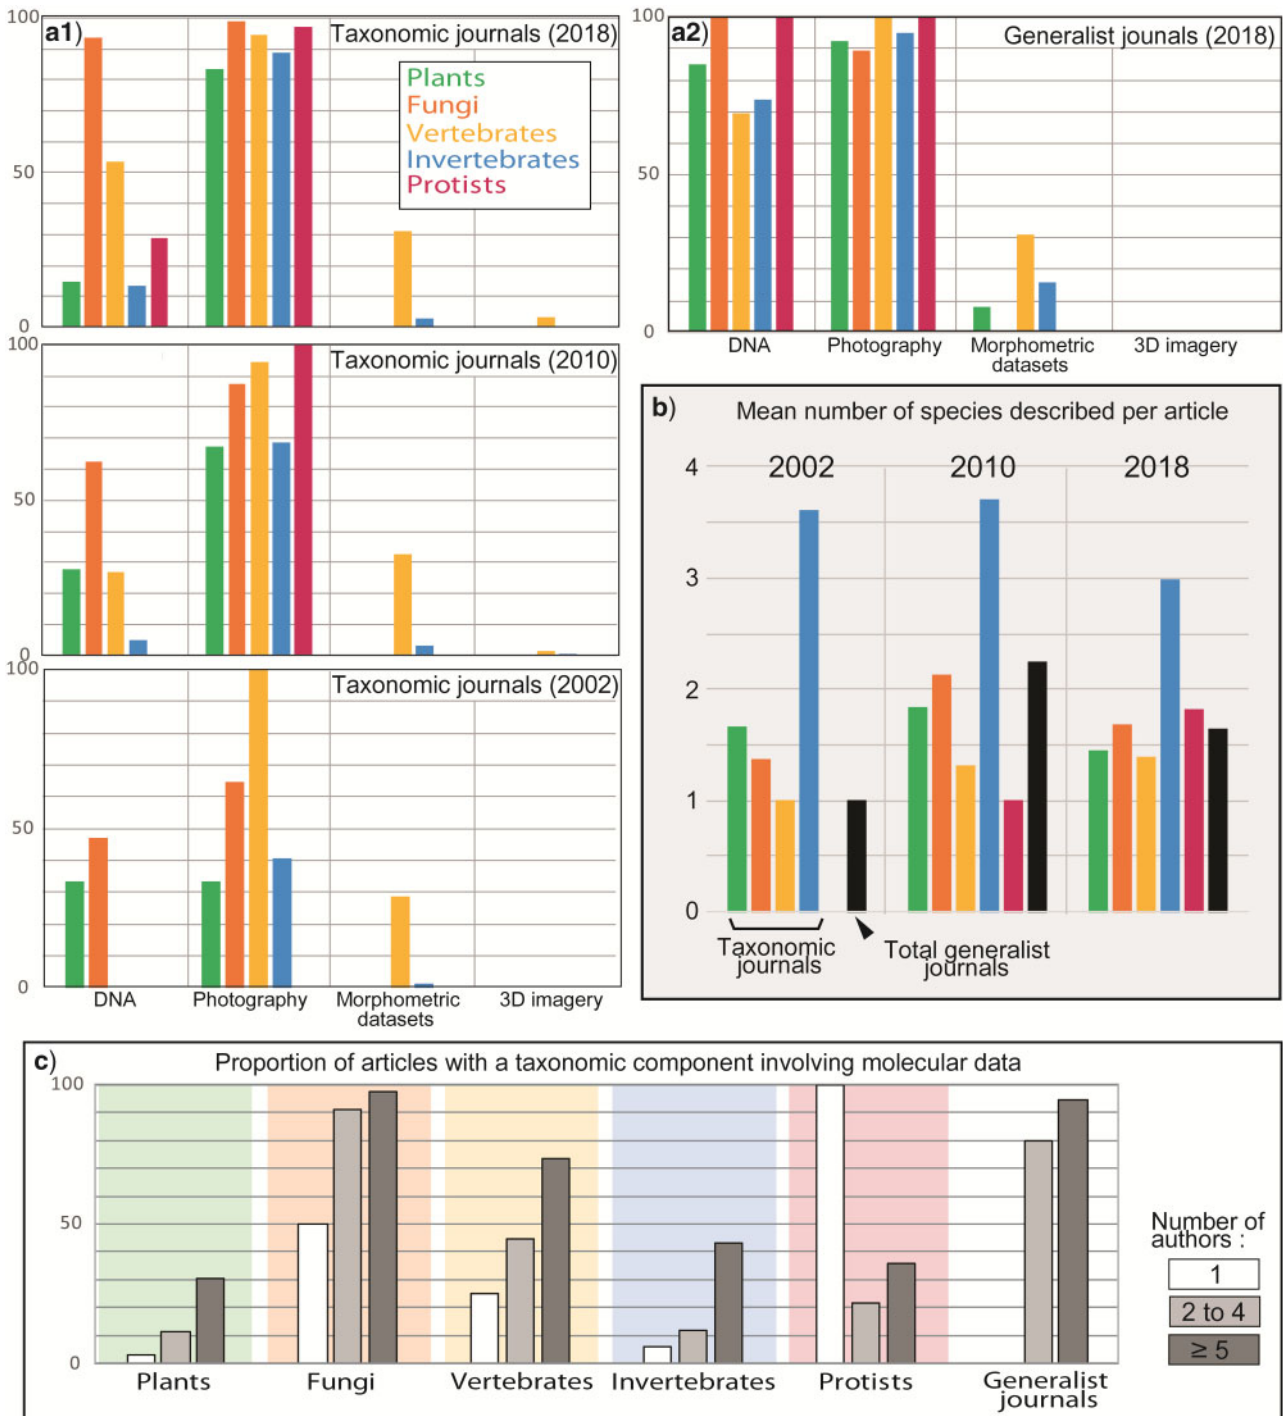 a1)
Taxonomic journals (2018)
100
50
0
Plants
Fungi
Vertebrates
Invertebrates
Protists
Taxonomic journals (2010)
100
50
0
Taxonomic journals (2002)
100
50
0
DNA
Photography
Morphometric
datasets
3D imagery
a2)
Generalist jounals (2018)
100
50
0
DNA
Photography
Morphometric
datasets
3D imagery
b)
Mean number of species described per article
2002
2010
2018
4
3
2
1
0
Taxonomic
journals
Total generalist
journals
c)
Proportion of articles with a taxonomic component involving molecular data
100
50
0
Plants
Fungi
Vertebrates
Invertebrates
Protists
Generalist
journals
Number of
authors :
1
2 to 4
≥ 5